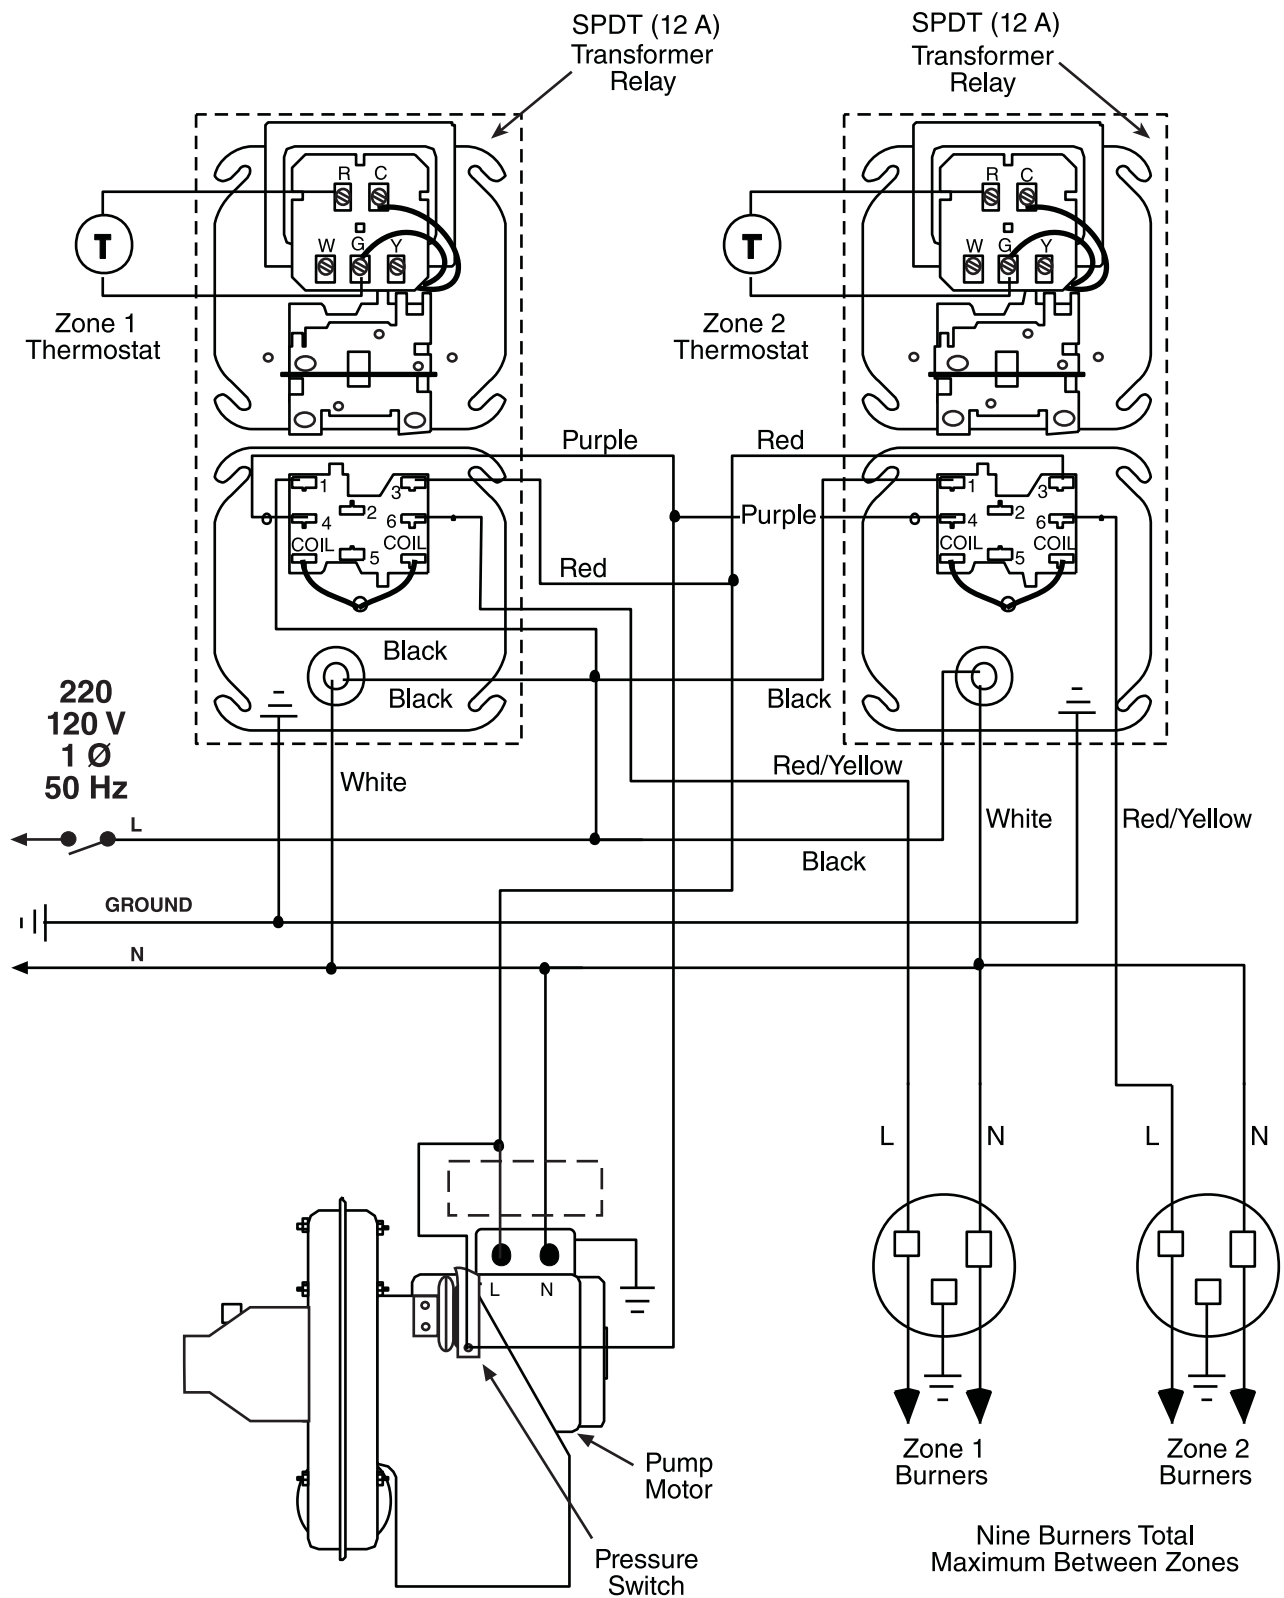 SPDT (12 A)
Transformer
Relay
SPDT (12 A)
Transformer
Relay
R C
W G Y
T
Zone 1
Thermostat
R C
W G Y
T
Zone 2
Thermostat
Purple
Red
1 3
2
4 6
COIL COIL
5
1 3
2
4 6
COIL COIL
5
Purple
Red
Black
Black
Black
220
120 V
1 Ø
50 Hz
White
Red/Yellow
L
White
Red/Yellow
Black
GROUND
N
L N
L N
L N
Zone 1
Burners
Zone 2
Burners
Pump
Motor
Pressure
Switch
Nine Burners Total
Maximum Between Zones